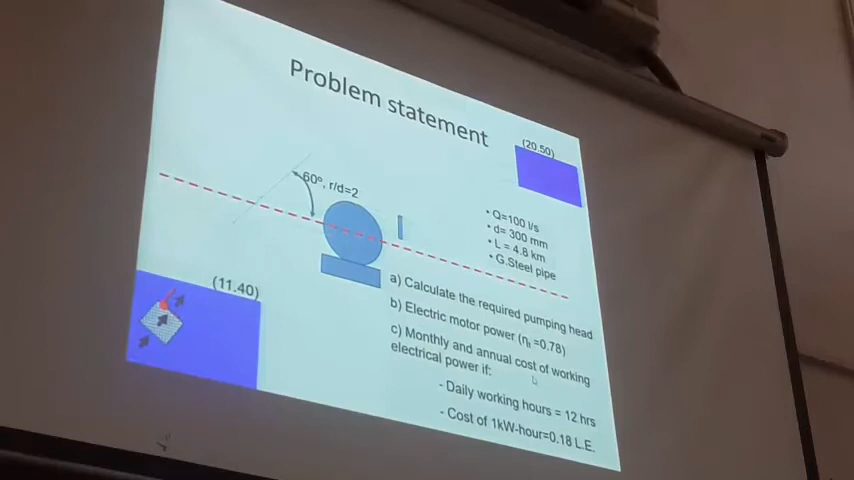 Problem statement
(20.50)
60°, r/d=2
• Q=100 l/s
• d= 300 mm
• L = 4.8 km
• G.Steel pipe
(11.40)
a) Calculate the required pumping head
b) Electric motor power (ηt =0.78)
c) Monthly and annual cost of working
electrical power if:
- Daily working hours = 12 hrs
- Cost of 1kW-hour=0.18 L.E.